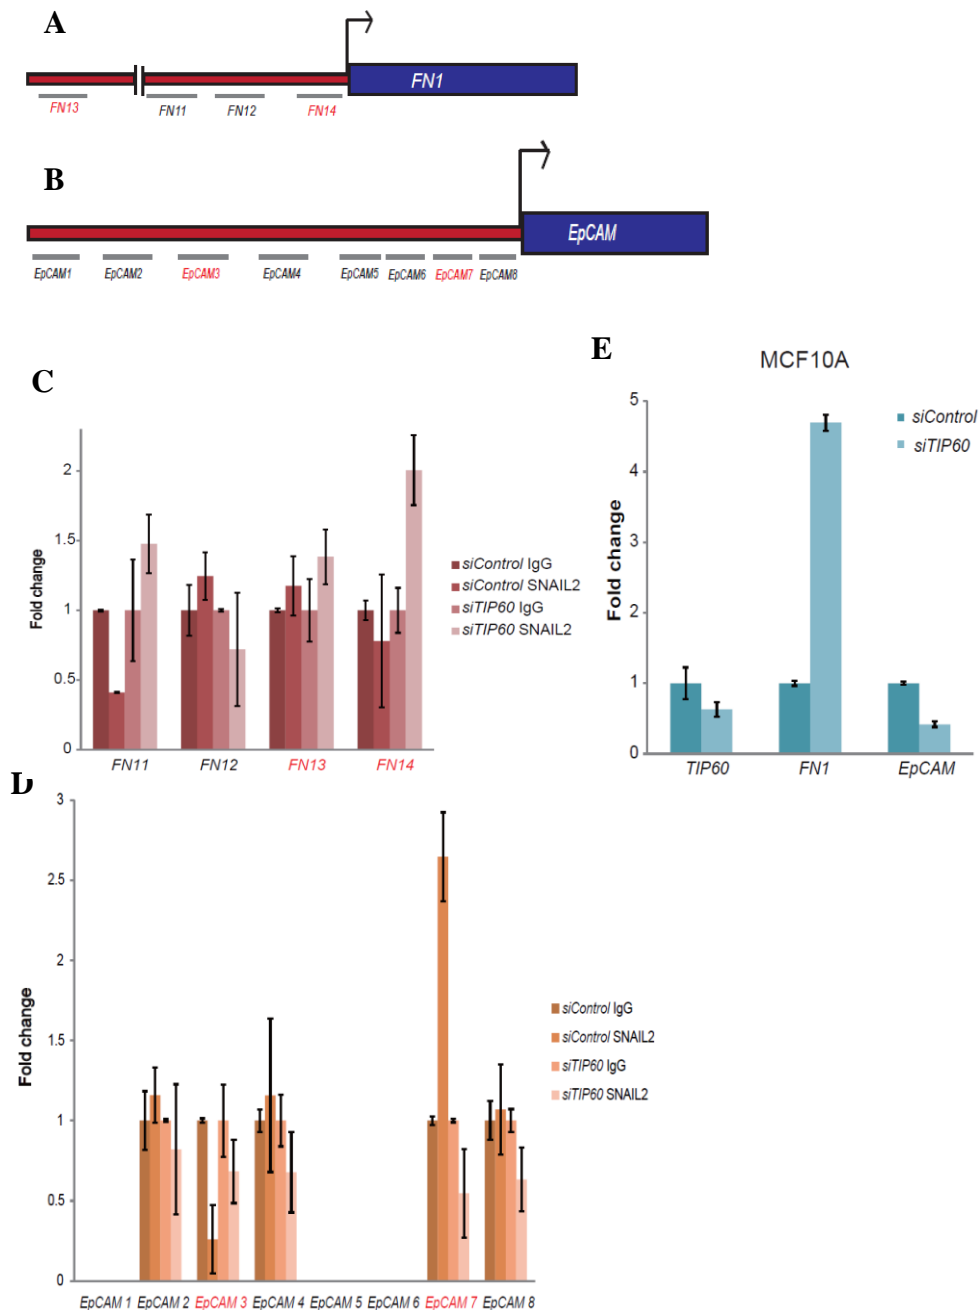 A
FN1
FN13
FN11
FN12
FN14
B
EpCAM
EpCAM1
EpCAM2
EpCAM3
EpCAM4
EpCAM5
EpCAM6
EpCAM7
EpCAM8
C
Fold change
2
1.5
1
0.5
0
FN11
FN12
FN13
FN14
siControl IgG
siControl SNAIL2
siTIP60 IgG
siTIP60 SNAIL2
E
MCF10A
Fold change
5
4
3
2
1
0
TIP60
FN1
EpCAM
siControl
siTIP60
D
Fold change
3
2.5
2
1.5
1
0.5
0
EpCAM 1
EpCAM 2
EpCAM 3
EpCAM 4
EpCAM 5
EpCAM 6
EpCAM 7
EpCAM 8
siControl IgG
siControl SNAIL2
siTIP60 IgG
siTIP60 SNAIL2